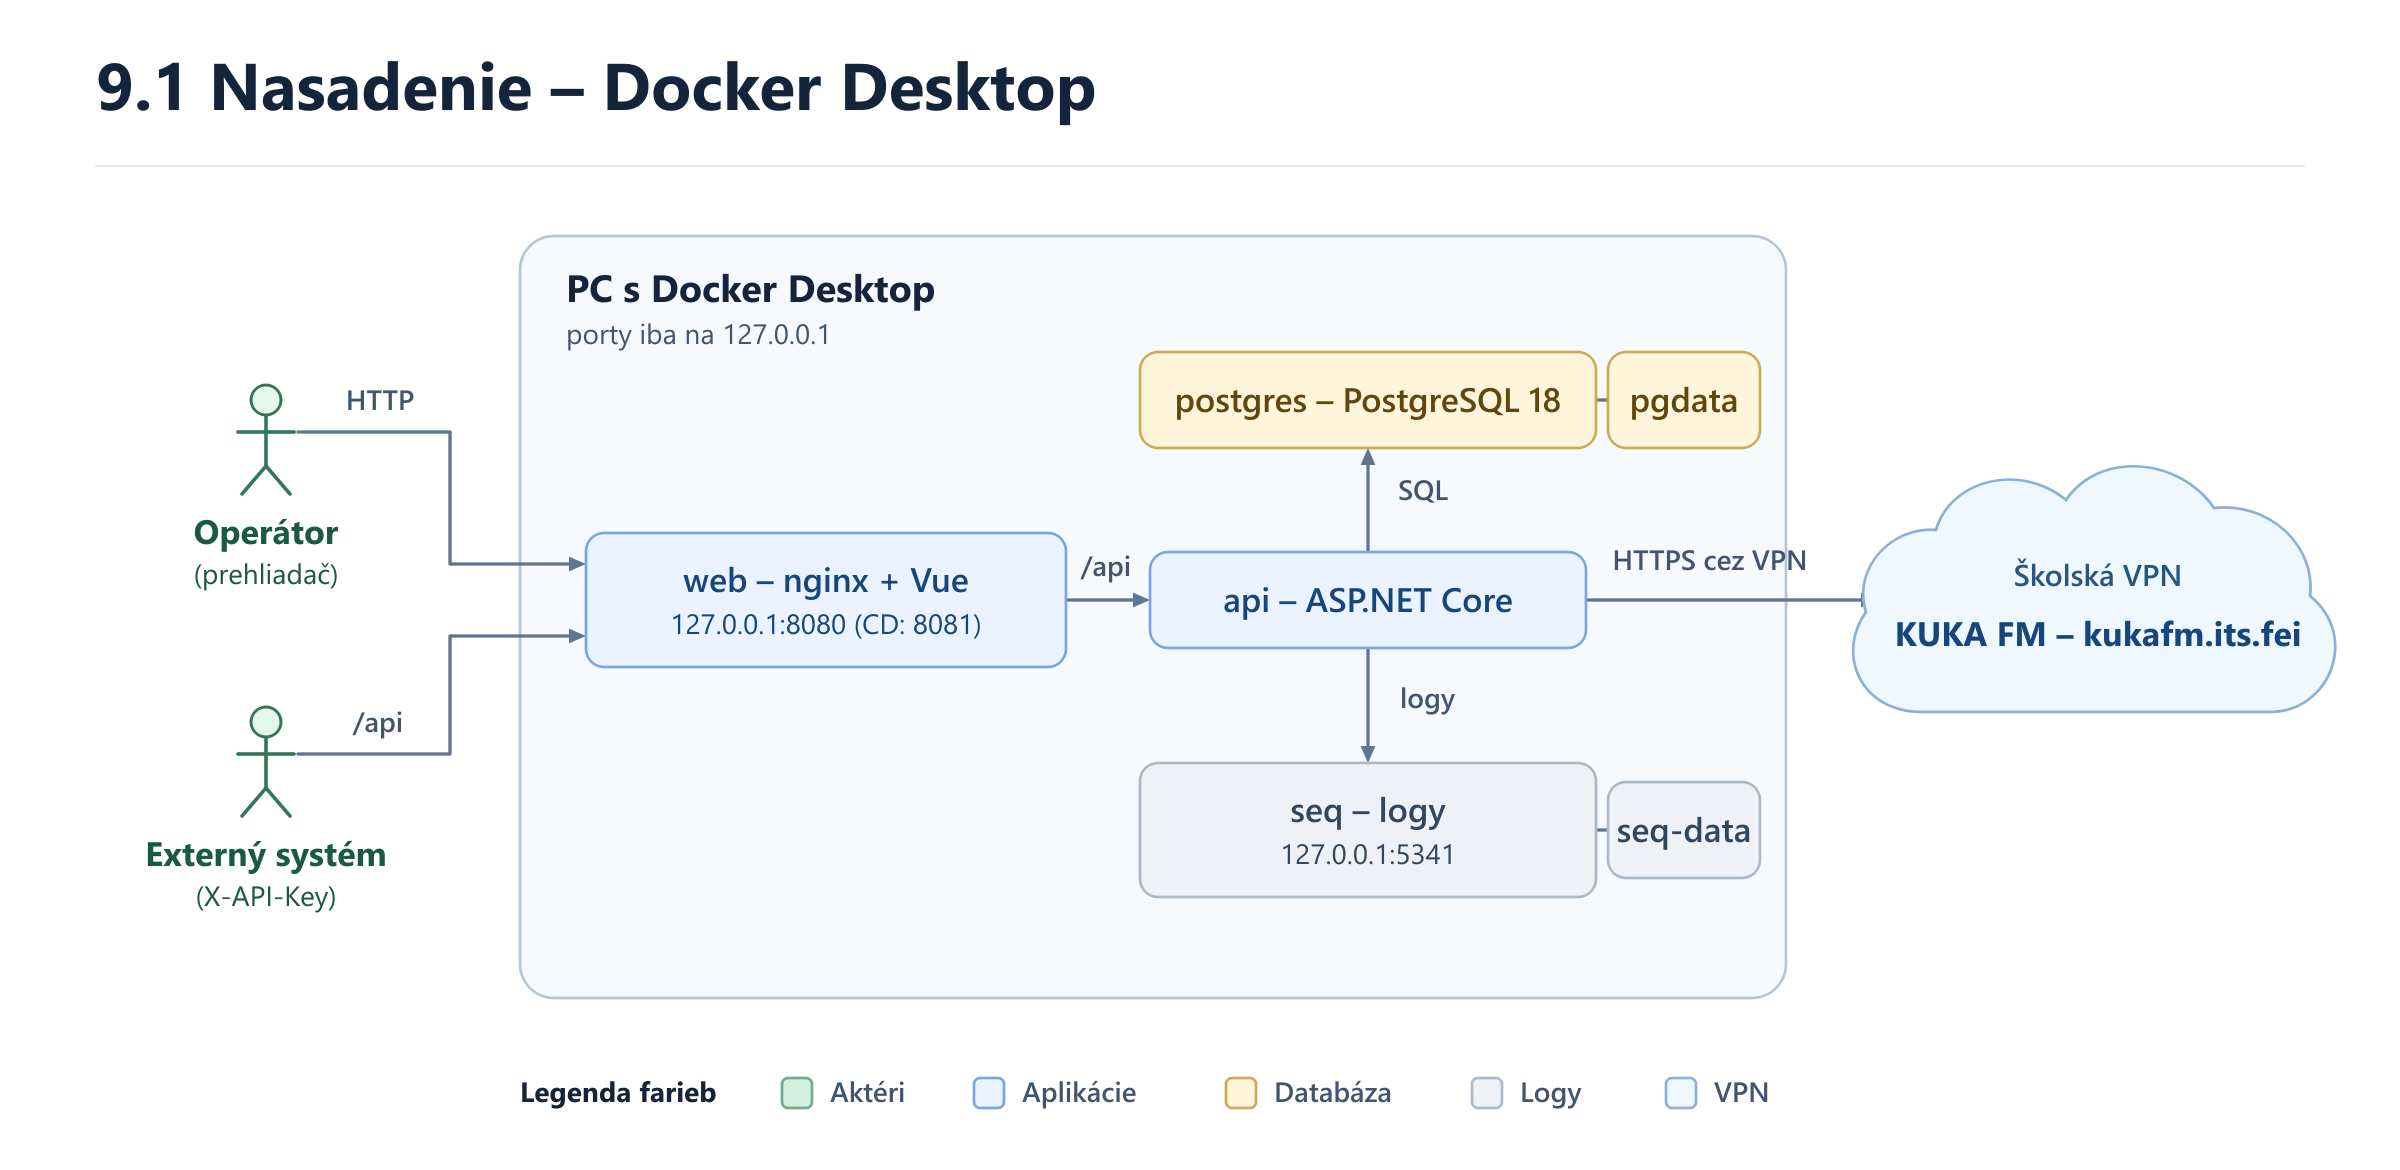 9.1 Nasadenie – Docker Desktop
PC s Docker Desktop
porty iba na 127.0.0.1
HTTP
Operátor
(prehliadač)
/api
Externý systém
(X-API-Key)
web – nginx + Vue
127.0.0.1:8080 (CD: 8081)
/api
postgres – PostgreSQL 18
pgdata
SQL
api – ASP.NET Core
HTTPS cez VPN
logy
seq – logy
127.0.0.1:5341
seq-data
Školská VPN
KUKA FM – kukafm.its.fei
Legenda farieb
Aktéri
Aplikácie
Databáza
Logy
VPN